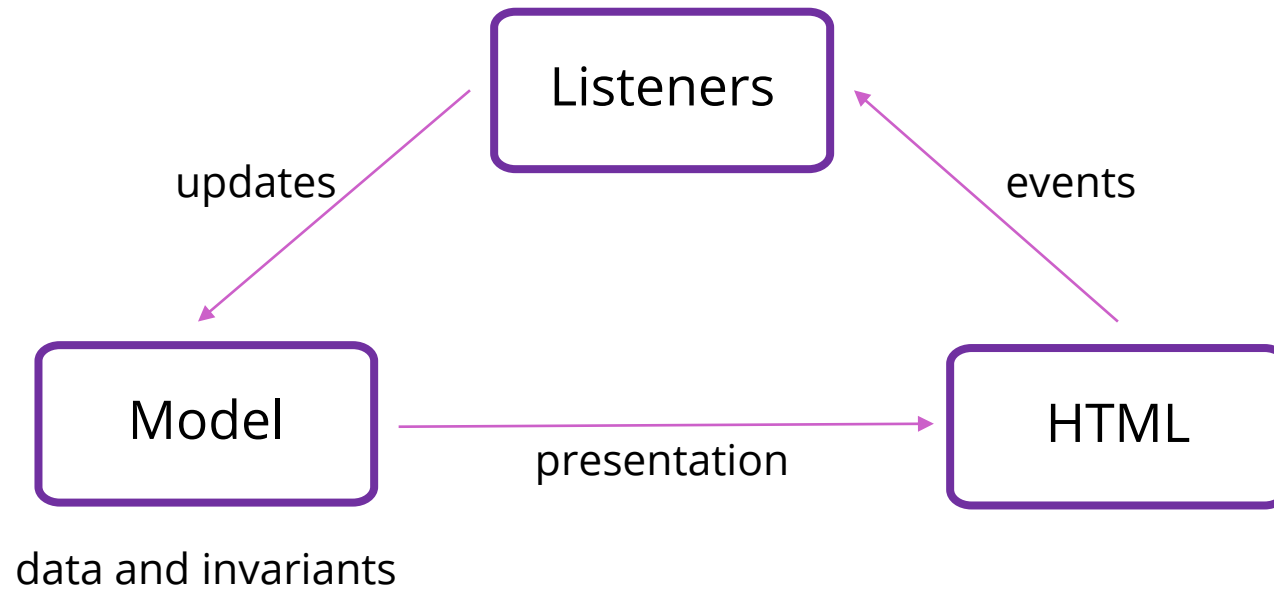 Listeners
updates
events
Model
HTML
presentation
data and invariants